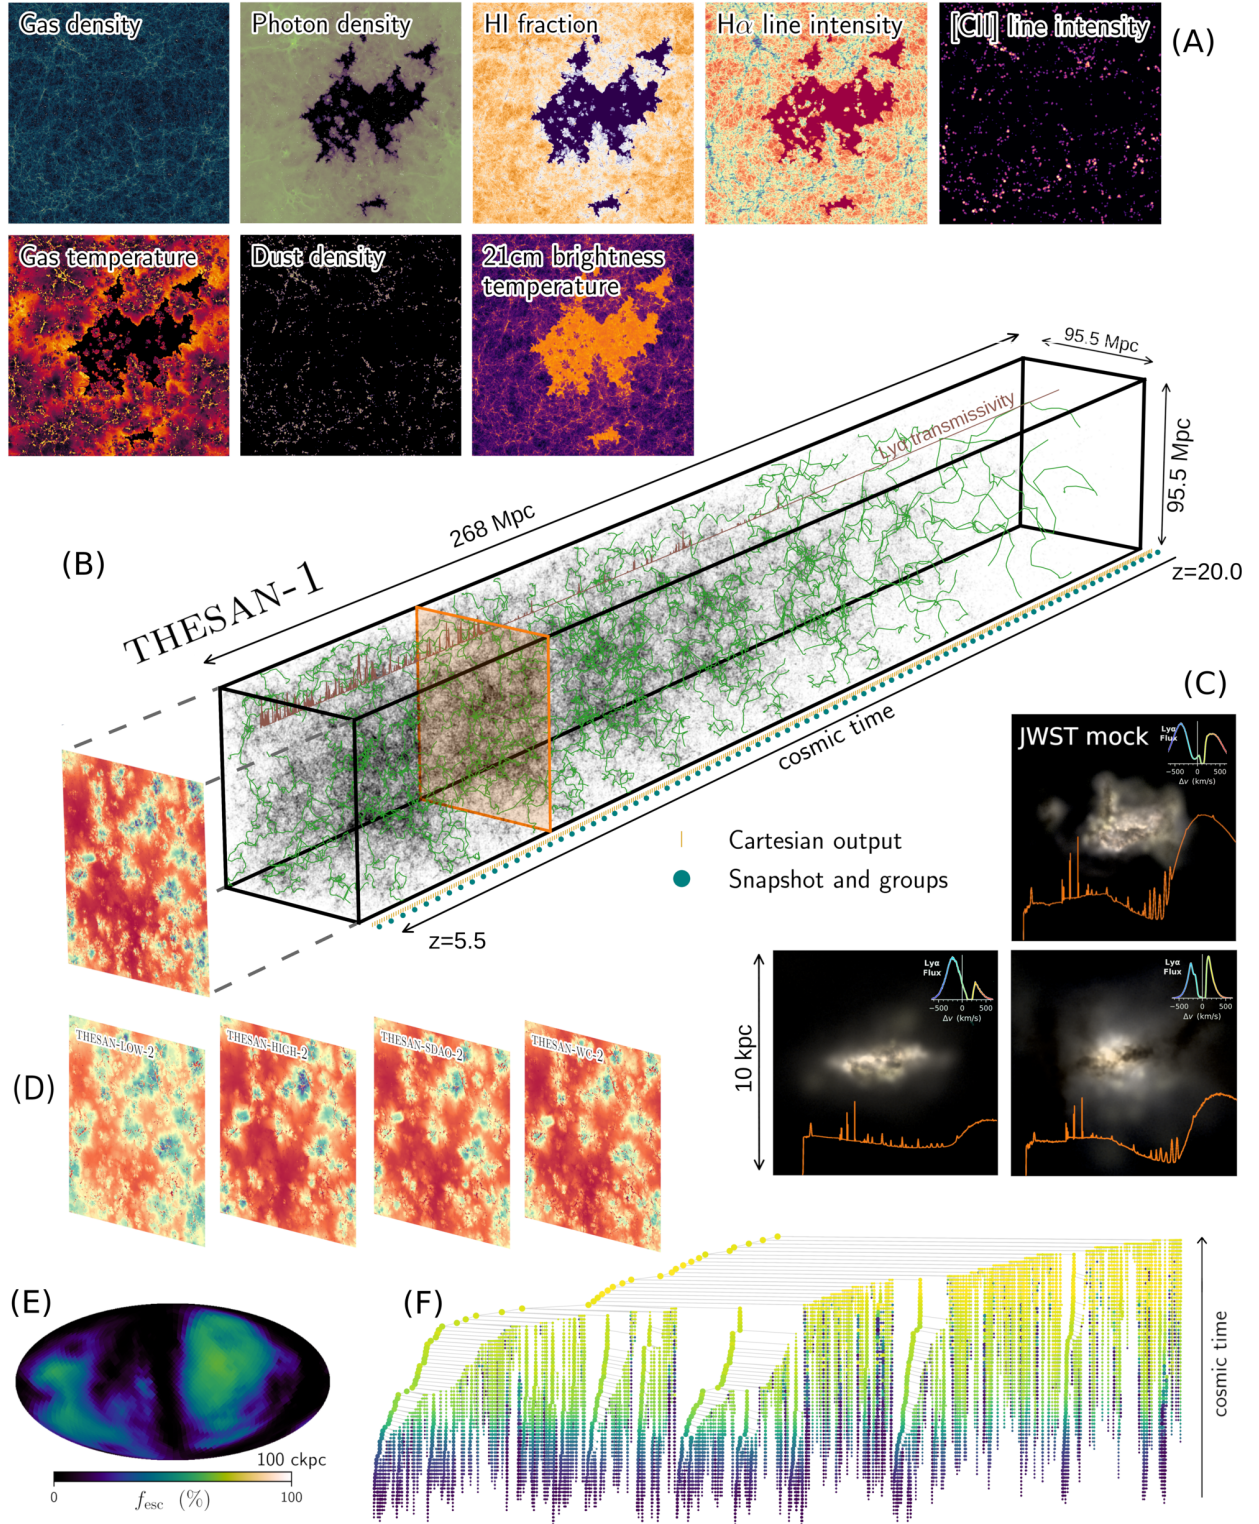 Gas density
Photon density
HI fraction
Hα line intensity
[CII] line intensity
(A)
Gas temperature
Dust density
21cm brightness
temperature
95.5 Mpc
95.5 Mpc
Lyα transmissivity
268 Mpc
(B)
THESAN-1
z=20.0
cosmic time
z=5.5
Cartesian output
Snapshot and groups
(C)
JWST mock
Lyα
Flux
−500 0 500
Δv (km/s)
10 kpc
Lyα
Flux
−500 0 500
Δv (km/s)
Lyα
Flux
−500 0 500
Δv (km/s)
(D)
THESAN-LOW-2
THESAN-HIGH-2
THESAN-SDAO-2
THESAN-WC-2
(E)
100 ckpc
0 100
fesc (%)
(F)
cosmic time